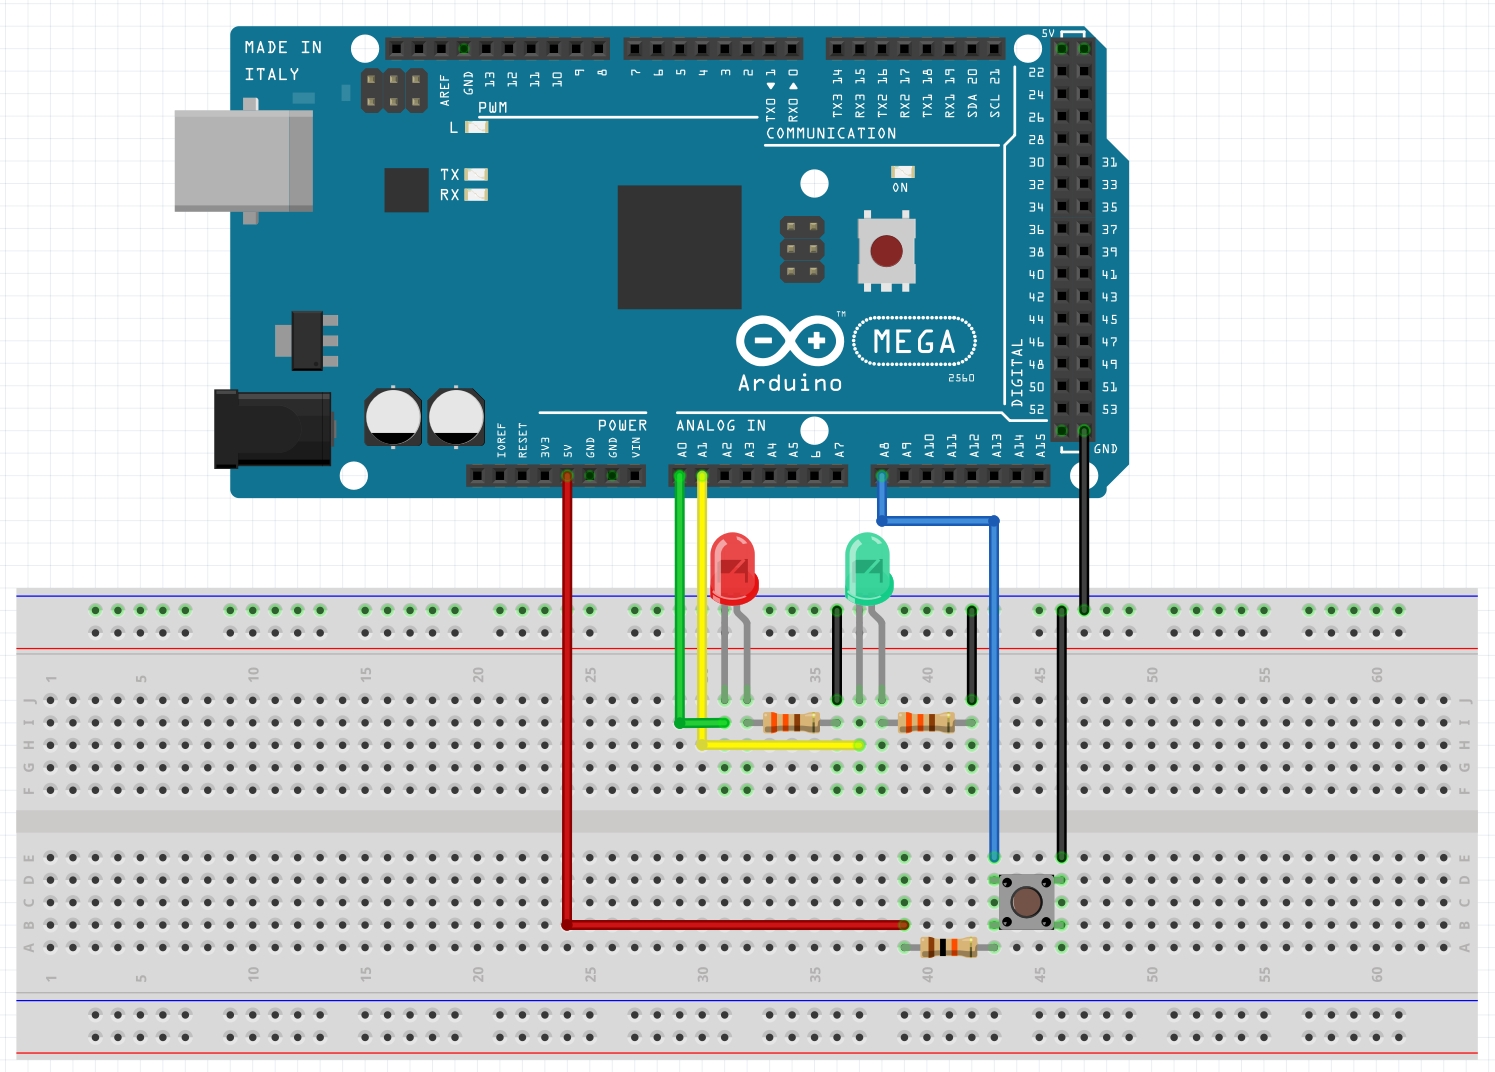 MADE IN
ITALY
AREF
GND
13
12
11
10
9
8
7
6
5
4
3
2
TX0 1
RX0 0
TX3 14
RX3 15
TX2 16
RX2 17
TX1 18
RX1 19
SDA 20
SCL 21
PWM
COMMUNICATION
L
TX
RX
ON
5V
22
24
26
28
30 31
32 33
34 35
36 37
38 39
40 41
42 43
44 45
46 47
48 49
50 51
52 53
DIGITAL
GND
TM
MEGA
2560
Arduino
POWER
ANALOG IN
IOREF
RESET
3V3
5V
GND
GND
VIN
A0
A1
A2
A3
A4
A5
6
A7
A8
A9
A10
A11
A12
A13
A14
A15
1 5 10 15 20 25 35 40 45 50 55 60
J J
I I
H H
G G
F F
E E
D D
C C
B B
A A
1 5 10 15 20 25 30 35 40 45 50 55 60